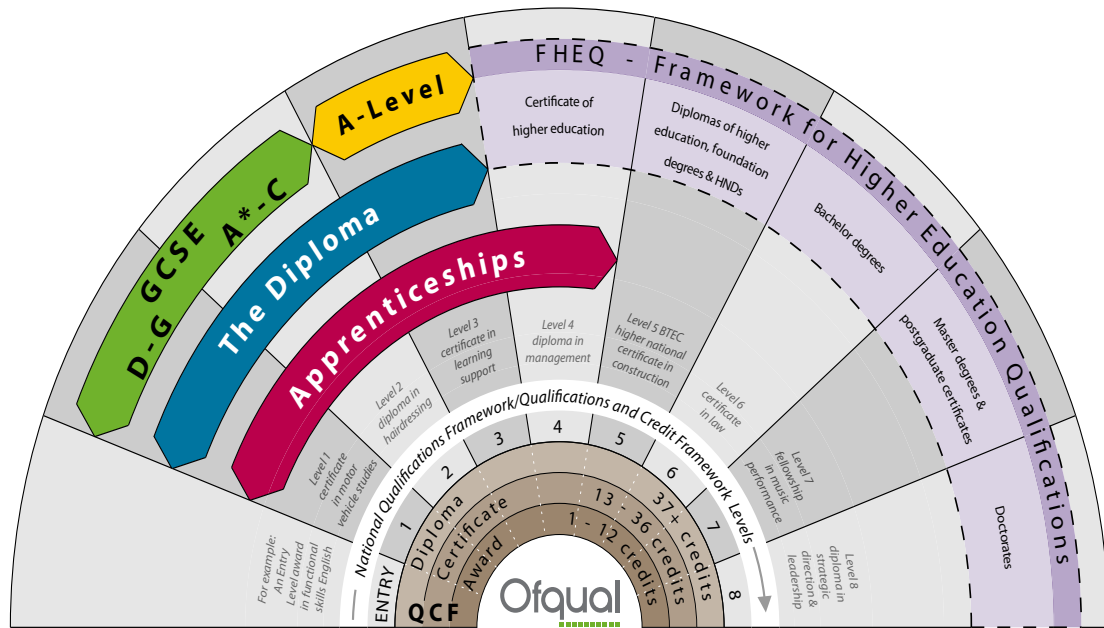 FHEQ - Framework for Higher Education Qualifications
A-Level
GCSE
D-G A*-C
The Diploma
Apprenticeships
Certificate of
higher education
Diplomas of higher
education, foundation
degrees & HNDs
Bachelor degrees
Master degrees &
postgraduate certificates
Doctorates
For example:
An Entry
Level award
in functional
skills English
Level 1
certificate
in motor
vehicle studies
Level 2
diploma in
hairdressing
Level 3
certificate in
learning
support
Level 4
diploma in
management
Level 5 BTEC
higher national
certificate in
construction
Level 6
certificate
in law
Level 7
fellowship
in music
performance
Level 8
diploma in
strategic
direction &
leadership
National Qualifications Framework/Qualifications and Credit Framework Levels
ENTRY
1
2
3
4
5
6
7
8
Diploma
37+ credits
Certificate
13 - 36 credits
Award
1 - 12 credits
QCF
Ofqual